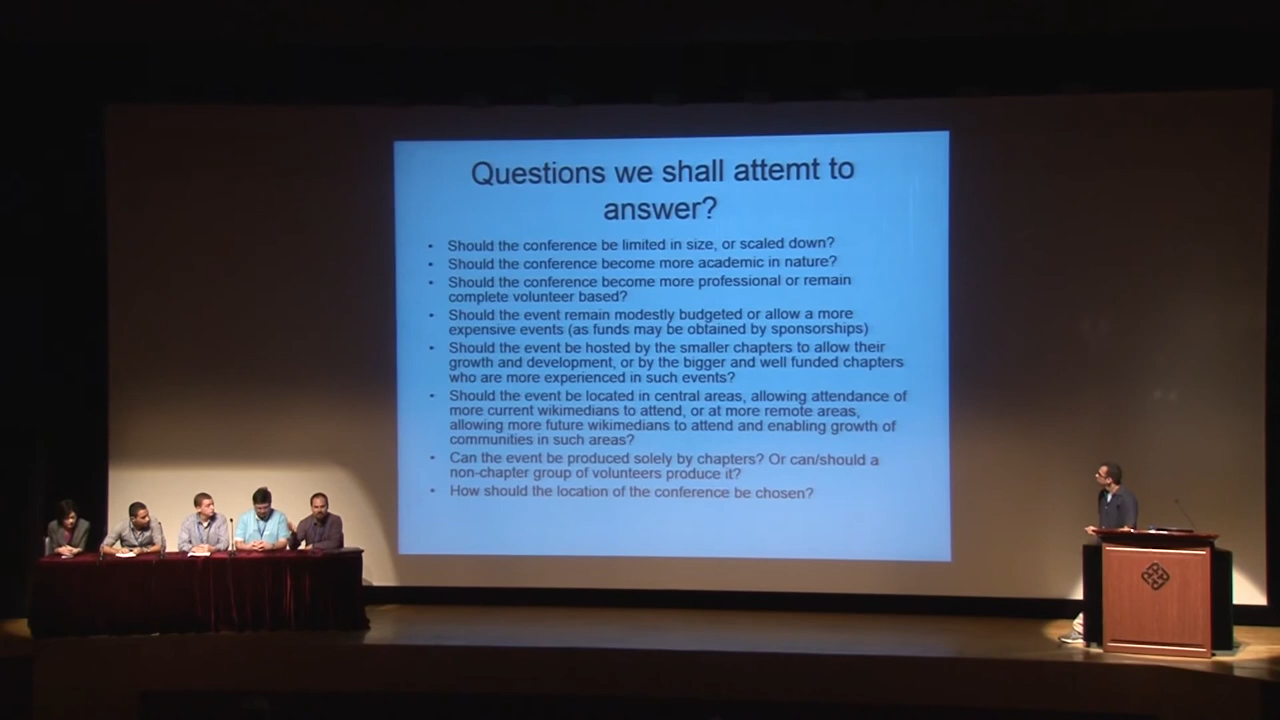 Questions we shall attemt to
answer?
• Should the conference be limited in size, or scaled down?
• Should the conference become more academic in nature?
• Should the conference become more professional or remain
complete volunteer based?
• Should the event remain modestly budgeted or allow a more
expensive events (as funds may be obtained by sponsorships)
• Should the event be hosted by the smaller chapters to allow their
growth and development, or by the bigger and well funded chapters
who are more experienced in such events?
• Should the event be located in central areas, allowing attendance of
more current wikimedians to attend, or at more remote areas,
allowing more future wikimedians to attend and enabling growth of
communities in such areas?
• Can the event be produced solely by chapters? Or can/should a
non-chapter group of volunteers produce it?
• How should the location of the conference be chosen?